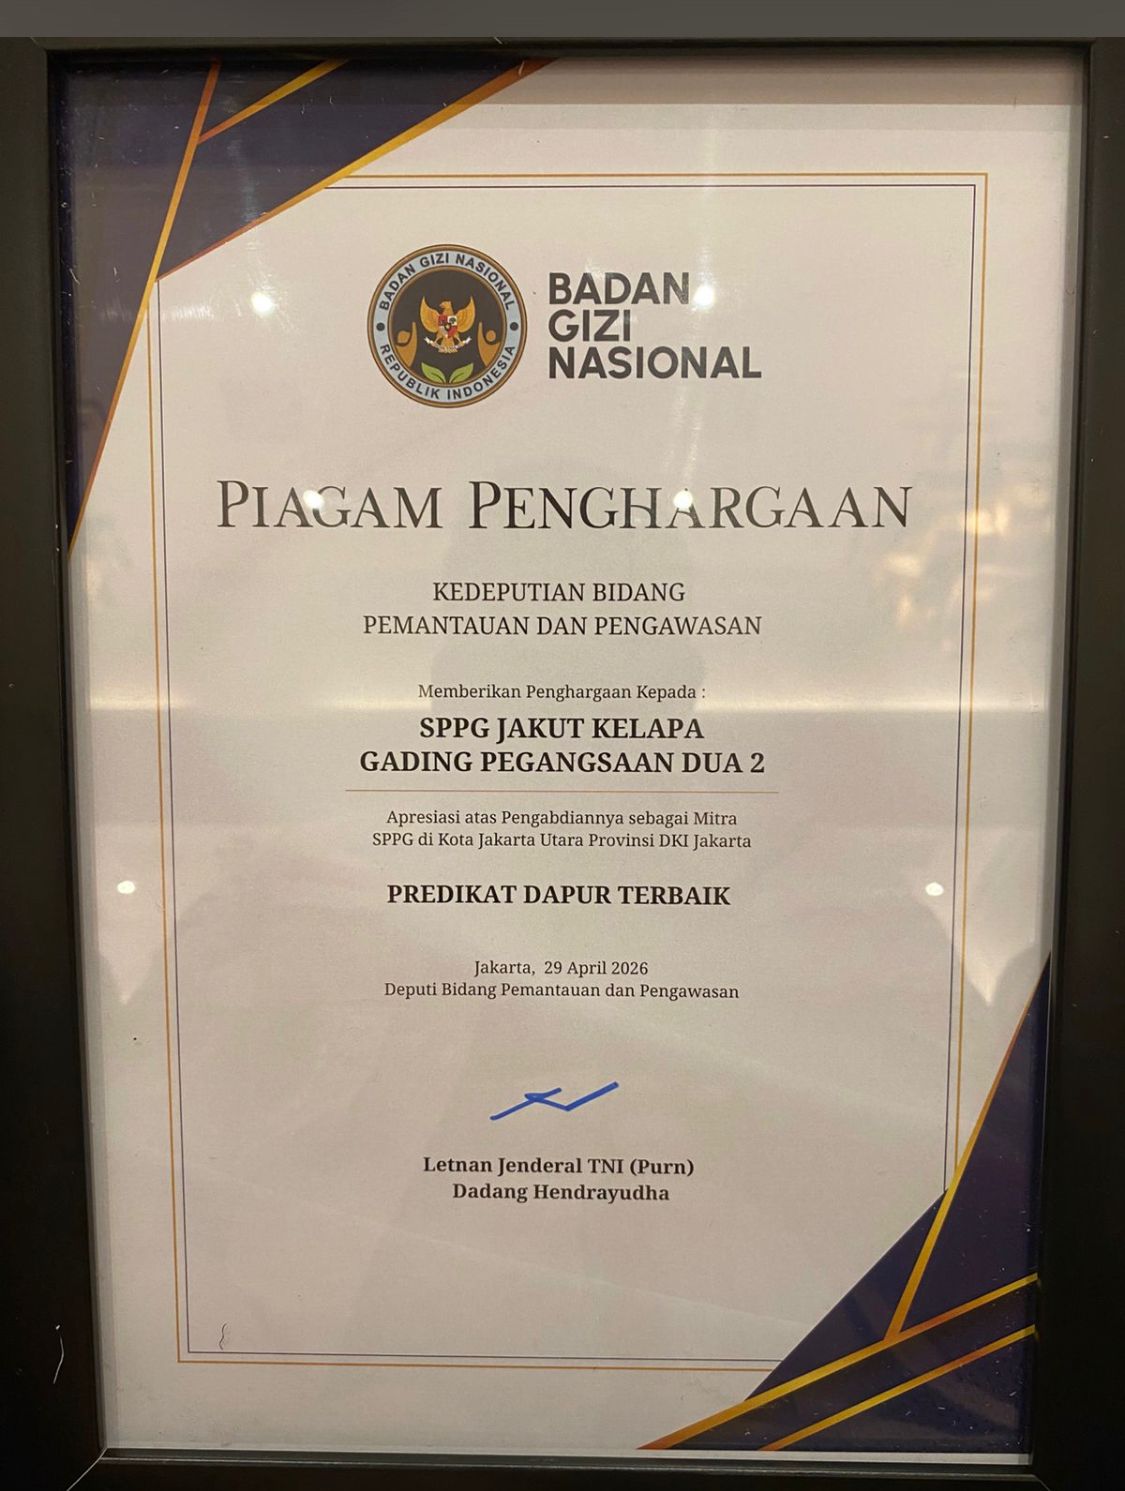 BADAN GIZI NASIONAL
REPUBLIK INDONESIA
BADAN
GIZI
NASIONAL
PIAGAM PENGHARGAAN
KEDEPUTIAN BIDANG
PEMANTAUAN DAN PENGAWASAN
Memberikan Penghargaan Kepada :
SPPG JAKUT KELAPA
GADING PEGANGSAAN DUA 2
Apresiasi atas Pengabdiannya sebagai Mitra
SPPG di Kota Jakarta Utara Provinsi DKI Jakarta
PREDIKAT DAPUR TERBAIK
Jakarta,  29 April 2026
Deputi Bidang Pemantauan dan Pengawasan
Letnan Jenderal TNI (Purn)
Dadang Hendrayudha